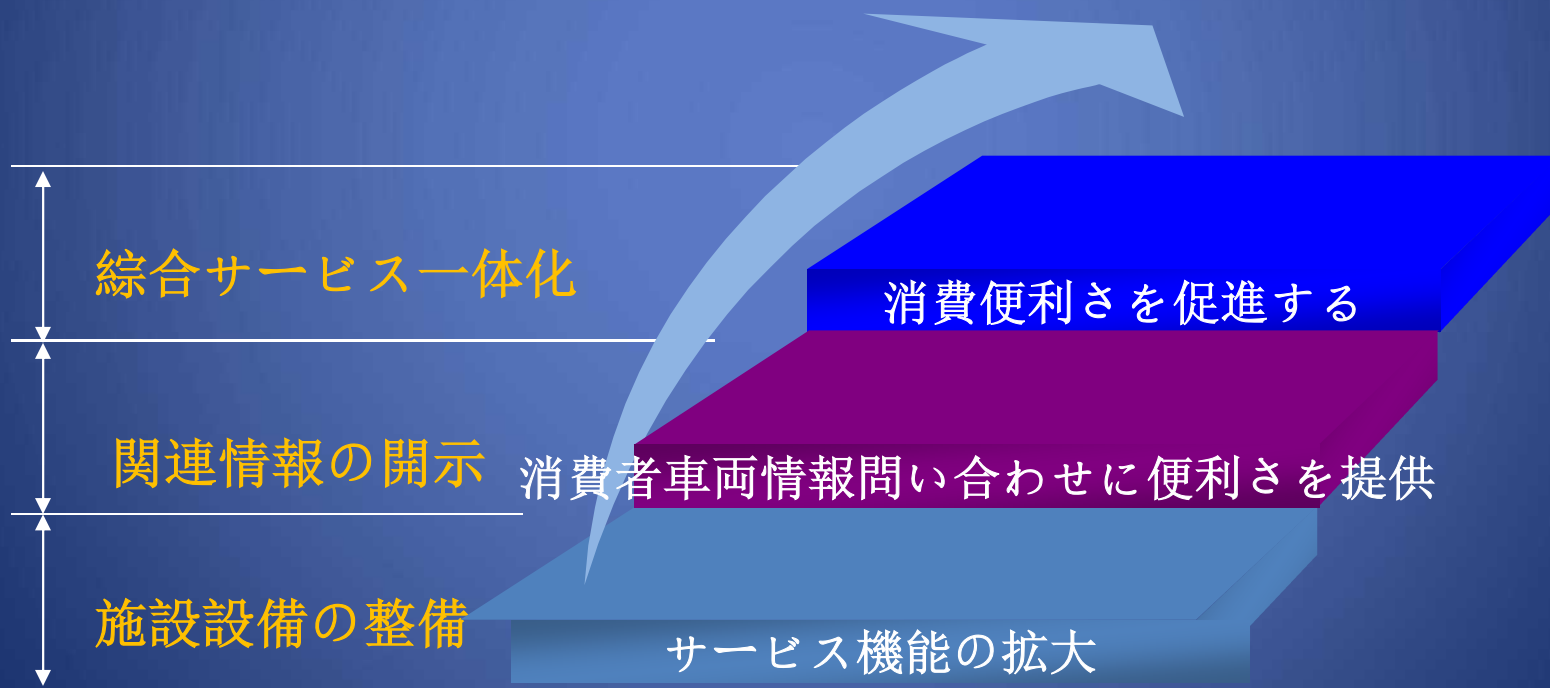 綜合サービス一体化
消費便利さを促進する
関連情報の開示
消費者車両情報問い合わせに便利さを提供
施設設備の整備
サービス機能の拡大